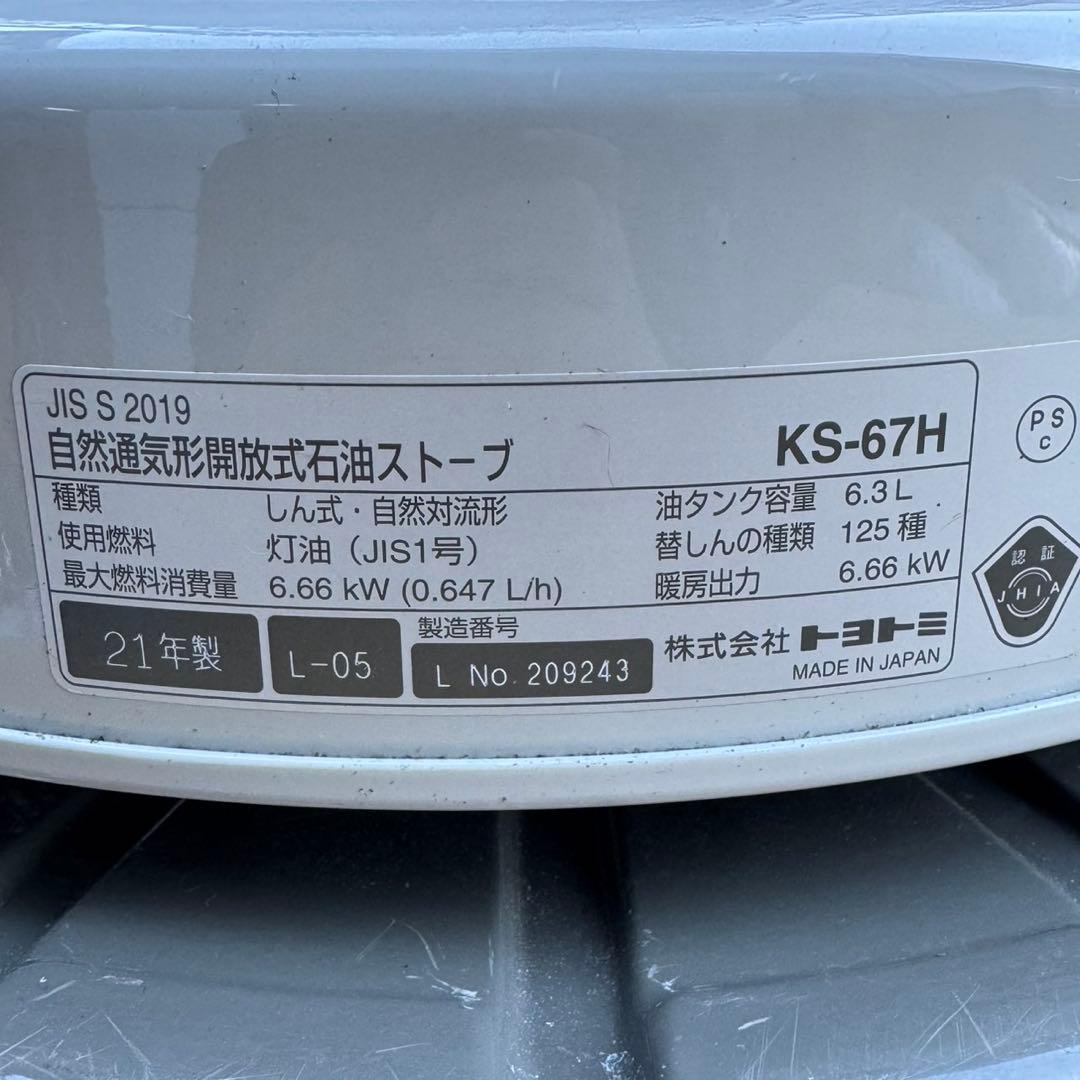 JIS S 2019
自然通気形開放式石油ストーブ
KS-67H
種類 しん式・自然対流形
使用燃料 灯油（JIS1号）
最大燃料消費量 6.66 kW (0.647 L/h)
油タンク容量 6.3 L
替しんの種類 125 種
暖房出力 6.66 kW
21年製
L-05
製造番号
L No. 209243
株式会社トヨトミ
MADE IN JAPAN
PS
C
認証
JHIA